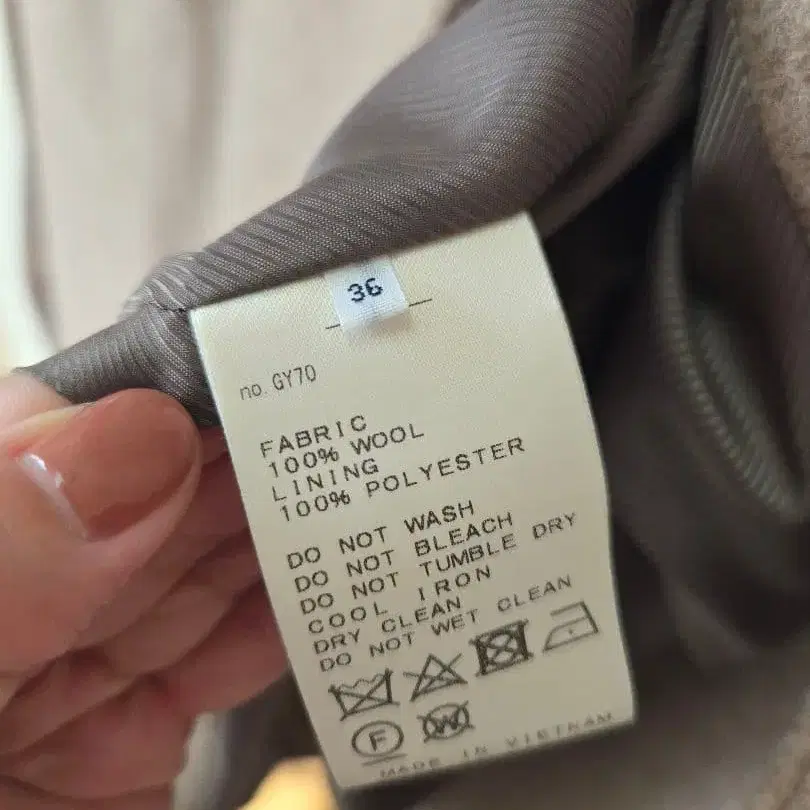 36
no. GY70
FABRIC
100% WOOL
LINING
100% POLYESTER
DO NOT WASH
DO NOT BLEACH
DO NOT TUMBLE DRY
COOL IRON
DRY CLEAN
DO NOT WET CLEAN
F W
MADE IN VIETNAM